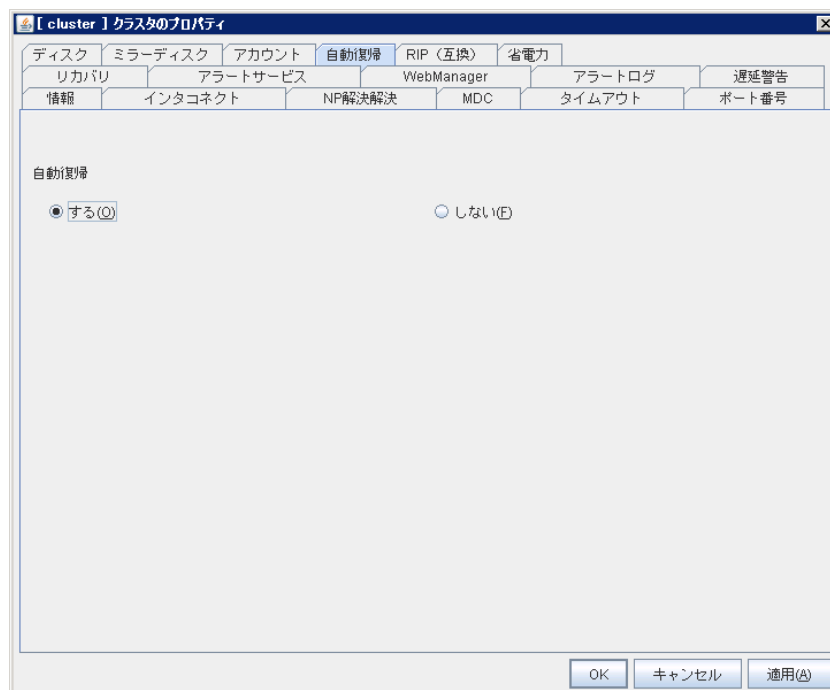 [ cluster ] クラスタのプロパティ
ディスク ミラーディスク アカウント 自動復帰 RIP（互換） 省電力
リカバリ アラートサービス WebManager アラートログ 遅延警告
情報 インタコネクト NP解決解決 MDC タイムアウト ポート番号
自動復帰
する(O) しない(F)
OK キャンセル 適用(A)